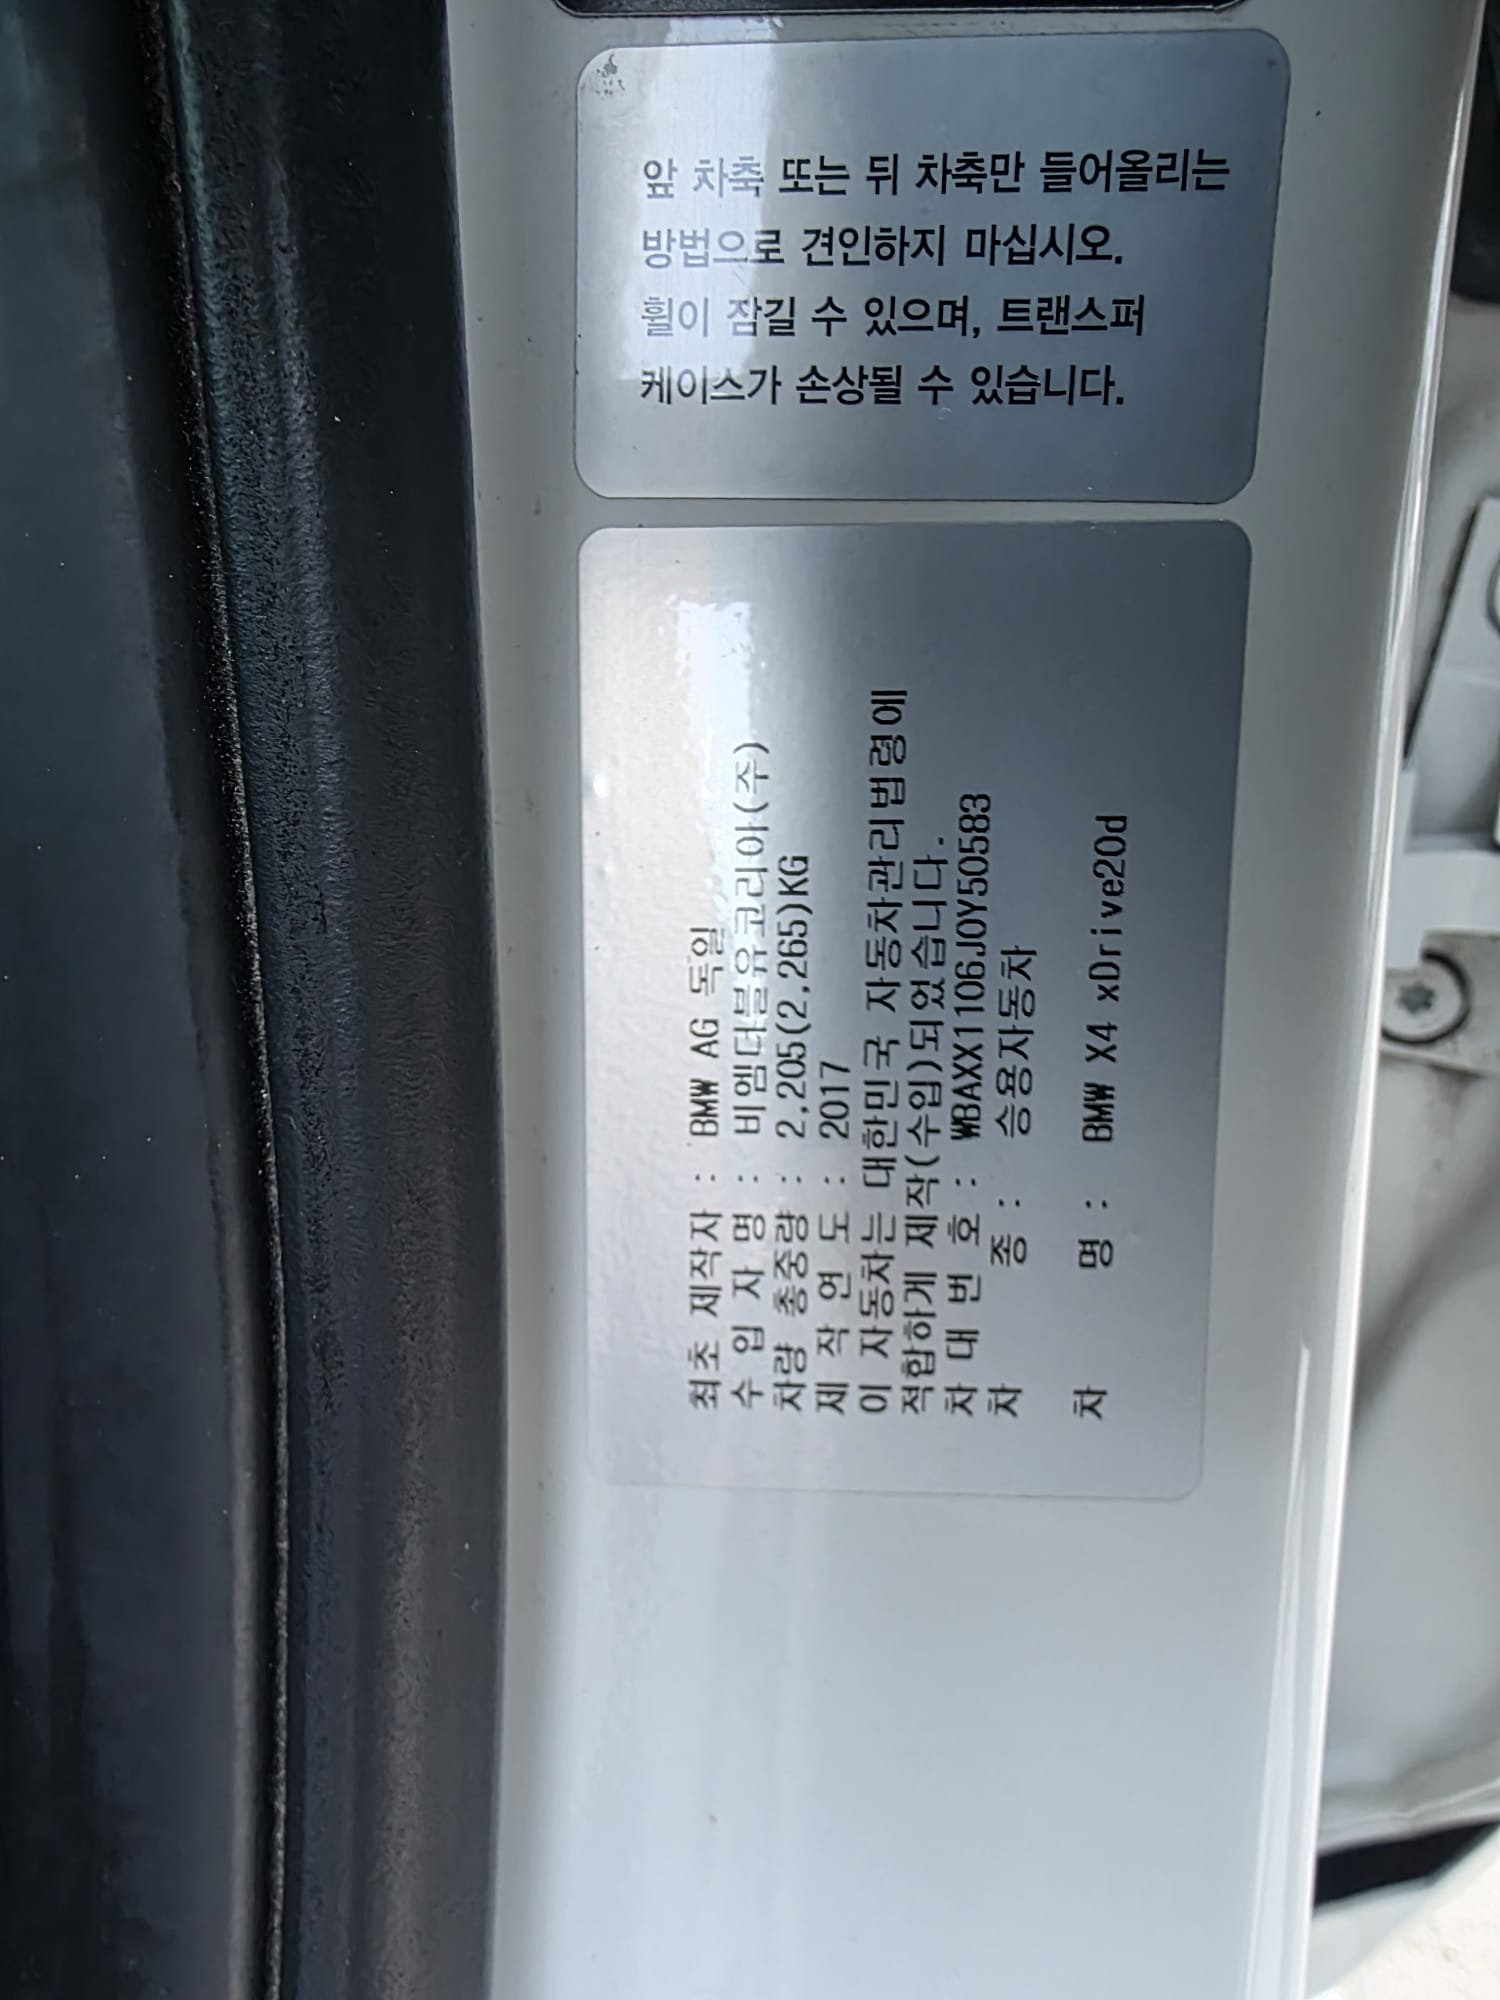 앞 차축 또는 뒤 차축만 들어올리는
방법으로 견인하지 마십시오.
휠이 잠길 수 있으며, 트랜스퍼
케이스가 손상될 수 있습니다.
최초 제작자 : BMW AG 독일
수 입 자 명 : 비엠더블유코리아(주)
차량 총중량 : 2,205(2,265)KG
제 작 연 도 : 2017
이 자동차는 대한민국 자동차관리법령에
적합하게 제작(수입)되었습니다.
차 대 번 호 : WBAXX1106J0Y50583
차 종 : 승용자동차
차 명 : BMW X4 xDrive20d